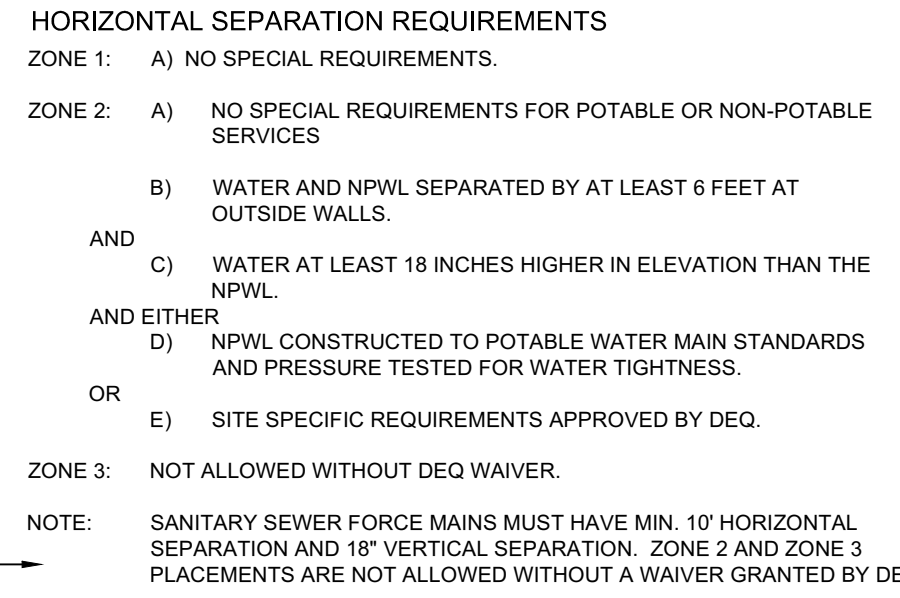 HORIZONTAL SEPARATION REQUIREMENTS
ZONE 1: A) NO SPECIAL REQUIREMENTS.
ZONE 2: A) NO SPECIAL REQUIREMENTS FOR POTABLE OR NON-POTABLE
SERVICES
B) WATER AND NPWL SEPARATED BY AT LEAST 6 FEET AT
OUTSIDE WALLS.
AND
C) WATER AT LEAST 18 INCHES HIGHER IN ELEVATION THAN THE
NPWL.
AND EITHER
D) NPWL CONSTRUCTED TO POTABLE WATER MAIN STANDARDS
AND PRESSURE TESTED FOR WATER TIGHTNESS.
OR
E) SITE SPECIFIC REQUIREMENTS APPROVED BY DEQ.
ZONE 3: NOT ALLOWED WITHOUT DEQ WAIVER.
NOTE: SANITARY SEWER FORCE MAINS MUST HAVE MIN. 10' HORIZONTAL
SEPARATION AND 18" VERTICAL SEPARATION. ZONE 2 AND ZONE 3
PLACEMENTS ARE NOT ALLOWED WITHOUT A WAIVER GRANTED BY